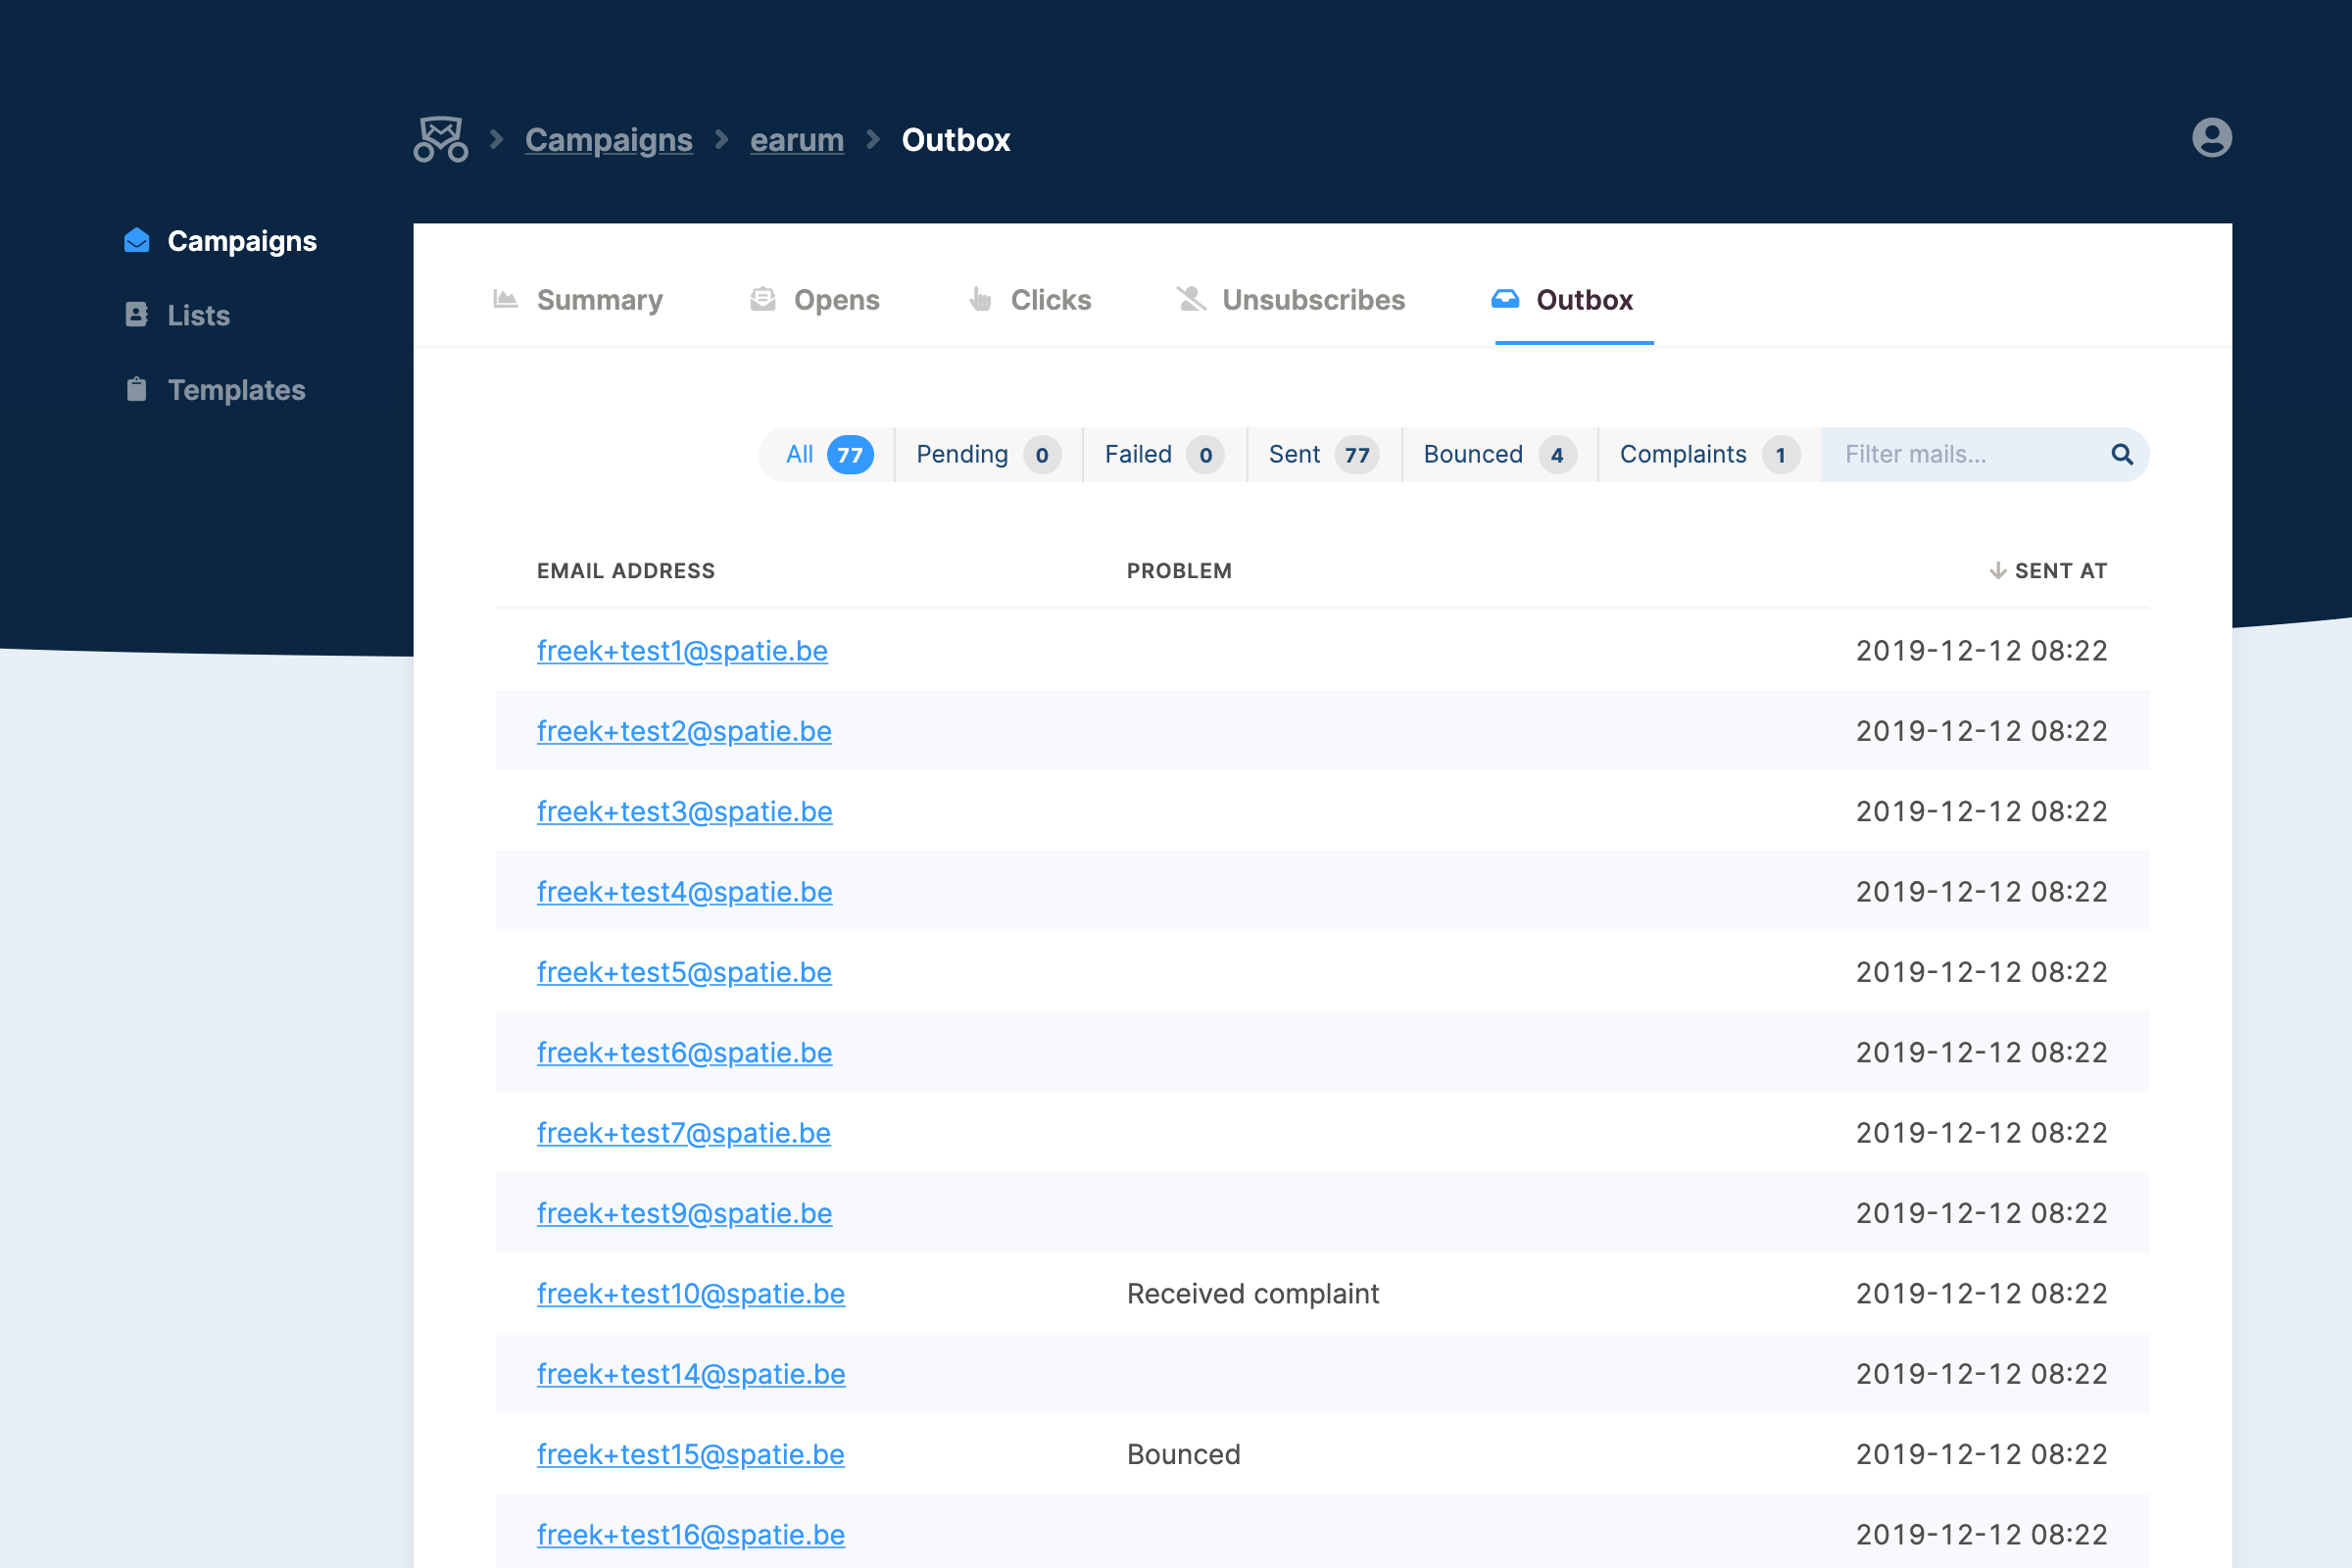 Campaigns earum Outbox
Campaigns
Lists
Templates
Summary Opens Clicks Unsubscribes Outbox
All 77 Pending 0 Failed 0 Sent 77 Bounced 4 Complaints 1 Filter mails...
EMAIL ADDRESS PROBLEM SENT AT
freek+test1@spatie.be 2019-12-12 08:22
freek+test2@spatie.be 2019-12-12 08:22
freek+test3@spatie.be 2019-12-12 08:22
freek+test4@spatie.be 2019-12-12 08:22
freek+test5@spatie.be 2019-12-12 08:22
freek+test6@spatie.be 2019-12-12 08:22
freek+test7@spatie.be 2019-12-12 08:22
freek+test9@spatie.be 2019-12-12 08:22
freek+test10@spatie.be Received complaint 2019-12-12 08:22
freek+test14@spatie.be 2019-12-12 08:22
freek+test15@spatie.be Bounced 2019-12-12 08:22
freek+test16@spatie.be 2019-12-12 08:22